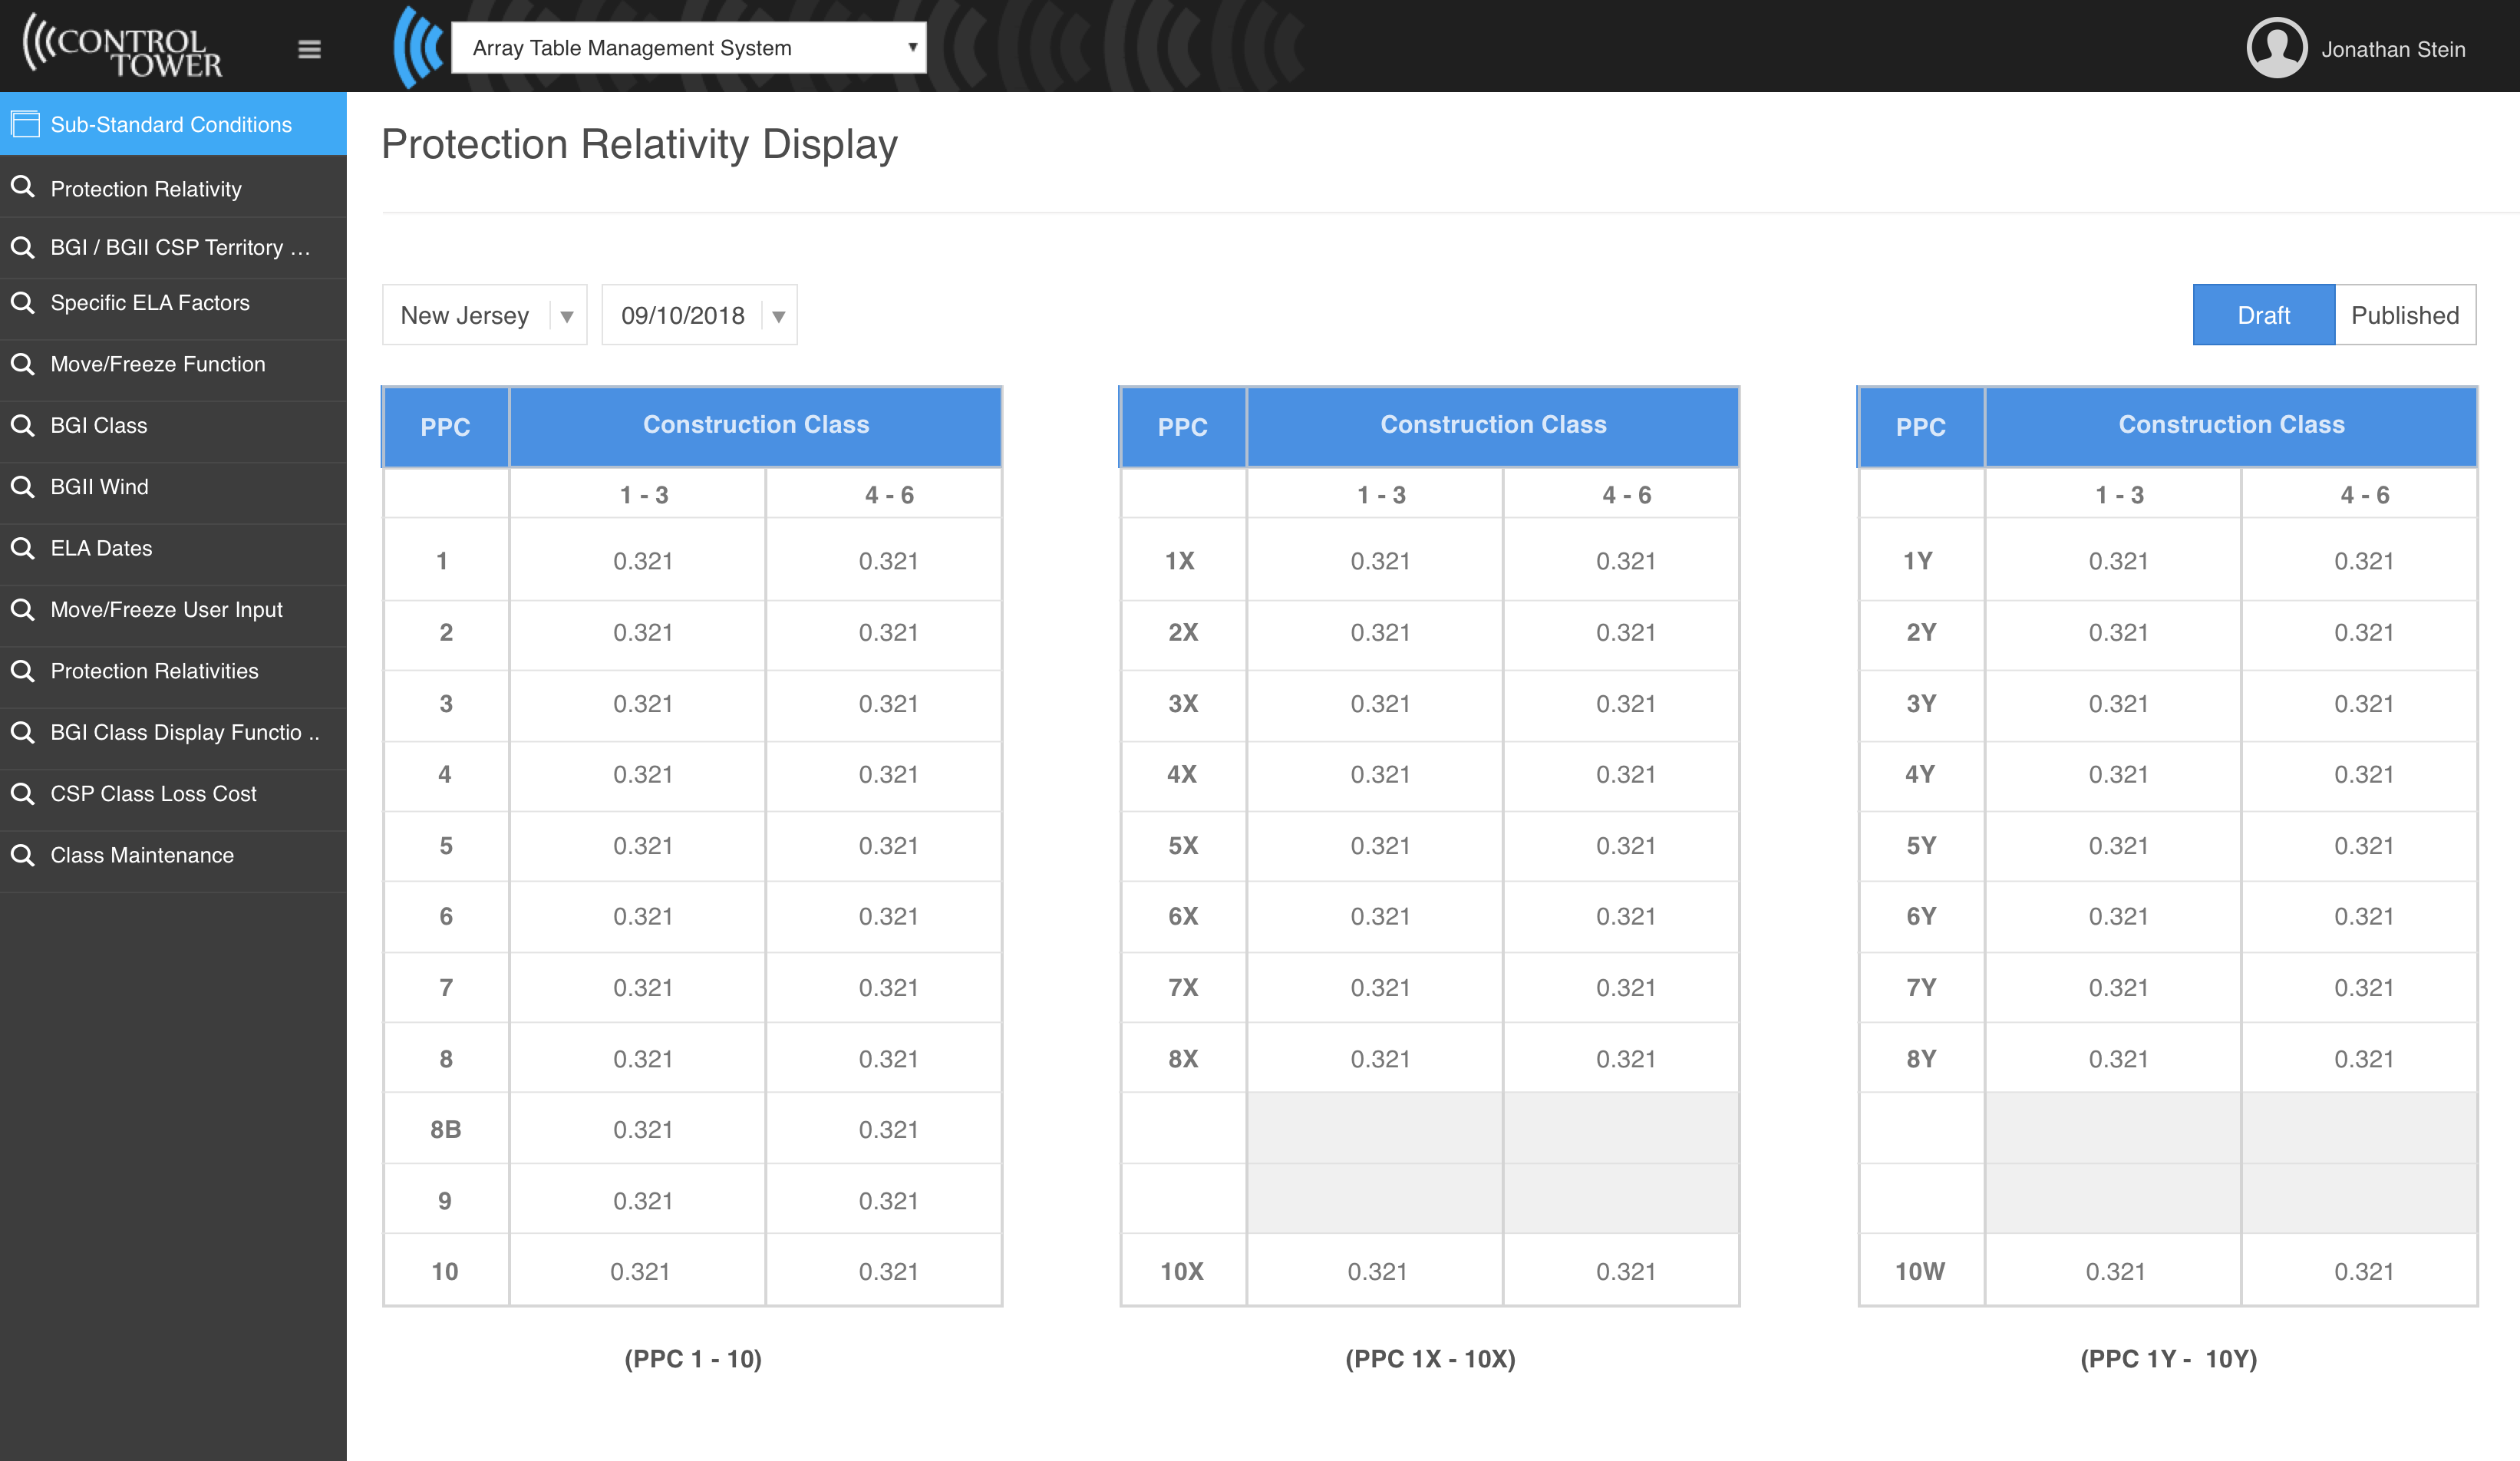 CONTROL
TOWER
Array Table Management System
Jonathan Stein
Sub-Standard Conditions
Protection Relativity
BGI / BGII CSP Territory ...
Specific ELA Factors
Move/Freeze Function
BGI Class
BGII Wind
ELA Dates
Move/Freeze User Input
Protection Relativities
BGI Class Display Functio ..
CSP Class Loss Cost
Class Maintenance
Protection Relativity Display
New Jersey
09/10/2018
Draft
Published
PPC Construction Class
1 - 3 4 - 6
1 0.321 0.321
2 0.321 0.321
3 0.321 0.321
4 0.321 0.321
5 0.321 0.321
6 0.321 0.321
7 0.321 0.321
8 0.321 0.321
8B 0.321 0.321
9 0.321 0.321
10 0.321 0.321
(PPC 1 - 10)
PPC Construction Class
1 - 3 4 - 6
1X 0.321 0.321
2X 0.321 0.321
3X 0.321 0.321
4X 0.321 0.321
5X 0.321 0.321
6X 0.321 0.321
7X 0.321 0.321
8X 0.321 0.321
10X 0.321 0.321
(PPC 1X - 10X)
PPC Construction Class
1 - 3 4 - 6
1Y 0.321 0.321
2Y 0.321 0.321
3Y 0.321 0.321
4Y 0.321 0.321
5Y 0.321 0.321
6Y 0.321 0.321
7Y 0.321 0.321
8Y 0.321 0.321
10W 0.321 0.321
(PPC 1Y - 10Y)